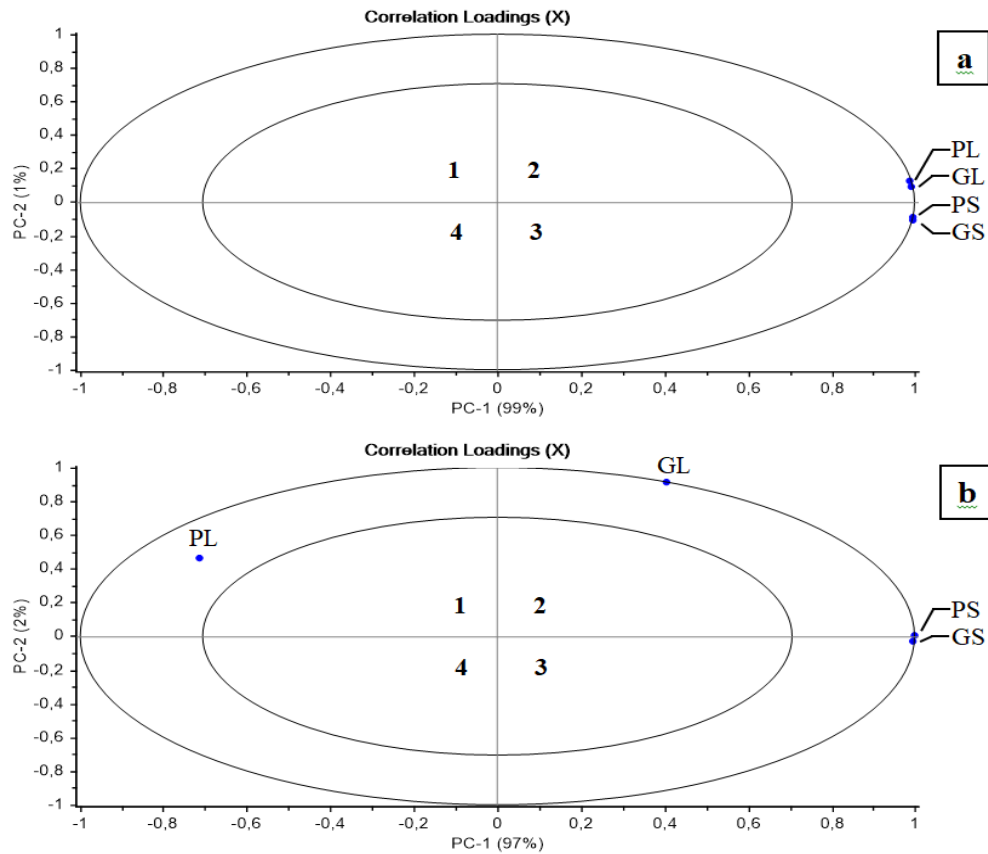 Correlation Loadings (X)
a
1
0,8
0,6
0,4
0,2
0
-0,2
-0,4
-0,6
-0,8
-1
PC-2 (1%)
1 2
4 3
PL
GL
PS
GS
-1 -0,8 -0,6 -0,4 -0,2 0 0,2 0,4 0,6 0,8 1
PC-1 (99%)
Correlation Loadings (X)
b
1
0,8
0,6
0,4
0,2
0
-0,2
-0,4
-0,6
-0,8
-1
PC-2 (2%)
GL
PL
1 2
4 3
PS
GS
-1 -0,8 -0,6 -0,4 -0,2 0 0,2 0,4 0,6 0,8 1
PC-1 (97%)